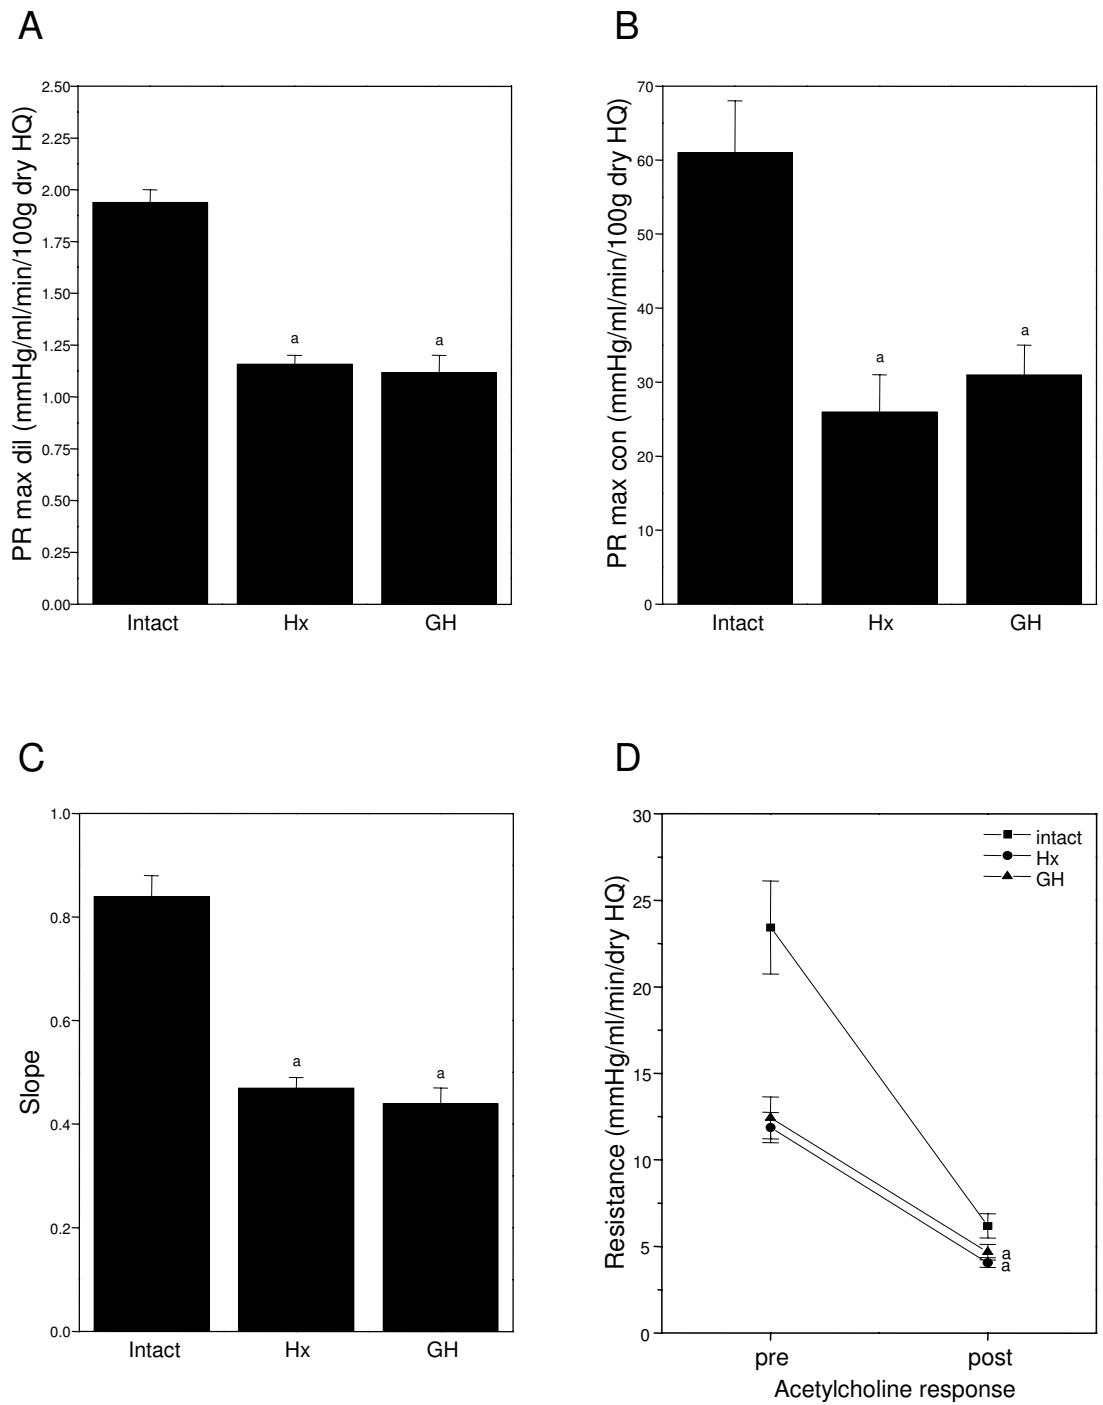 A
PR max dil (mmHg/ml/min/100g dry HQ)
2.50
2.25
2.00
1.75
1.50
1.25
1.00
0.75
0.50
0.25
0.00
a
a
Intact Hx GH
B
PR max con (mmHg/ml/min/100g dry HQ)
70
60
50
40
30
20
10
0
a
a
Intact Hx GH
C
Slope
1.0
0.8
0.6
0.4
0.2
0.0
a
a
Intact Hx GH
D
Resistance (mmHg/ml/min/dry HQ)
30
25
20
15
10
5
0
intact
Hx
GH
a
a
pre post
Acetylcholine response